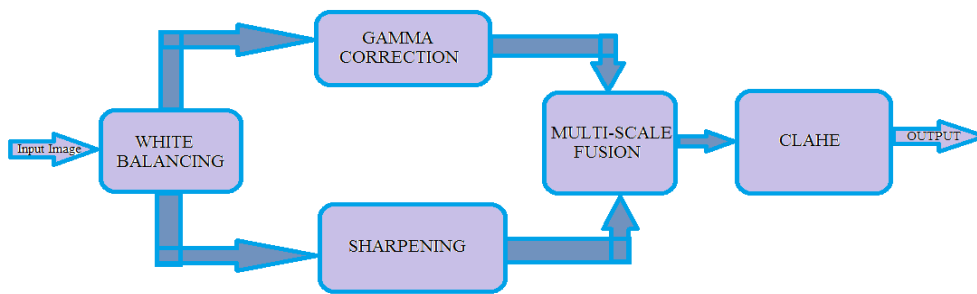 Input Image
WHITE
BALANCING
GAMMA
CORRECTION
SHARPENING
MULTI-SCALE
FUSION
CLAHE
OUTPUT